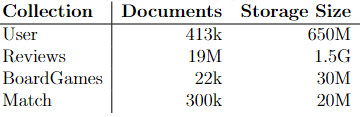 Collection Documents Storage Size
User 413k 650M
Reviews 19M 1.5G
BoardGames 22k 30M
Match 300k 20M